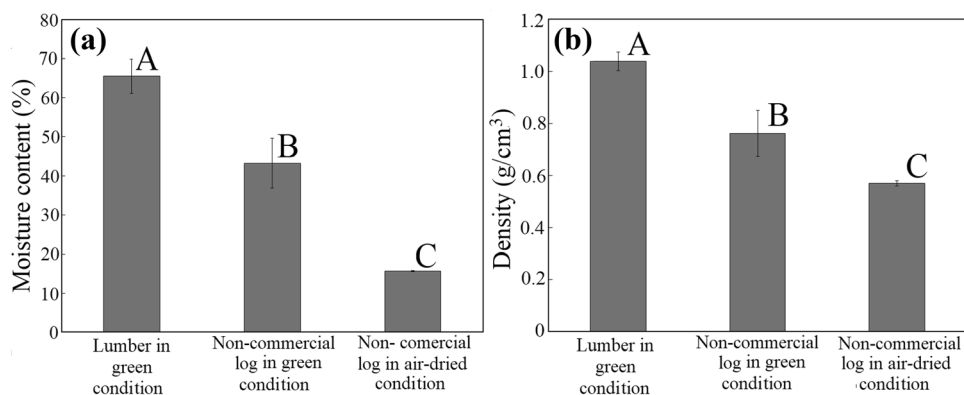 (a)
Moisture content (%)
80
70
60
50
40
30
20
10
0
A
B
C
Lumber in
green
condition
Non-commercial
log in green
condition
Non- comercial
log in air-dried
condition
(b)
Density (g/cm³)
1.2
1.0
0.8
0.6
0.4
0.2
0
A
B
C
Lumber in
green
condition
Non-commercial
log in green
condition
Non-commercial
log in air-dried
condition